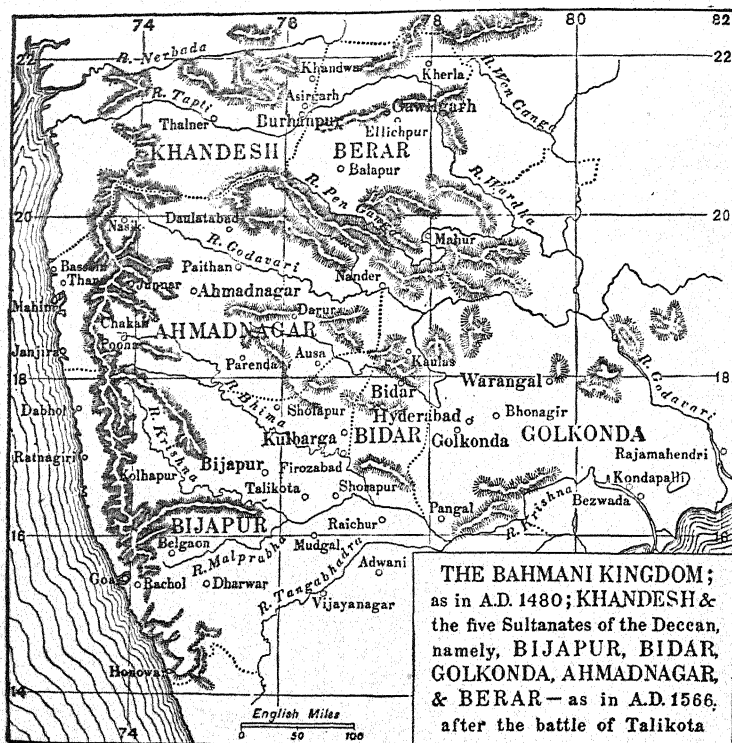 74 76 78 80 82
22 22
R. Nerbada
Khandwa
Kherla
R. Wen Ganga
Asirgarh
R. Tapti
Gawilgarh
Thalner
Burhanpur
Ellichpur
KHANDESH
BERAR
Balapur
R. Wardha
R. Pen Ganga
20 20
Nasik
Daulatabad
Mahur
R. Godavari
Bassein
Paithan
Thana
Junnar
Nander
Ahmadnagar
Mahim
Darur
Chakan
AHMADNAGAR
Poona
Janjira
Parenda
Ausa
Kaulas
R. Godavari
18 18
Bidar
Warangal
R. Bhima
Dabhol
Sholapur
Hyderabad
Bhonagir
Kulbarga
BIDAR
Golkonda
GOLKONDA
R. Krishna
Ratnagiri
Rajamahendri
Bijapur
Firozabad
Kolhapur
Kondapalli
Talikota
Shorapur
Bezwada
R. Krishna
Pangal
BIJAPUR
Raichur
16 16
Belgaon
Mudgal
R. Malprabha
Adwani
Goa
Rachol
Dharwar
R. Tangabhadra
Vijayanagar
Honowar
14
74
English Miles
0 50 100
THE BAHMANI KINGDOM;
as in A.D. 1480; KHANDESH &
the five Sultanates of the Deccan,
namely, BIJAPUR, BIDAR,
GOLKONDA, AHMADNAGAR,
& BERAR — as in A.D. 1566,
after the battle of Talikota